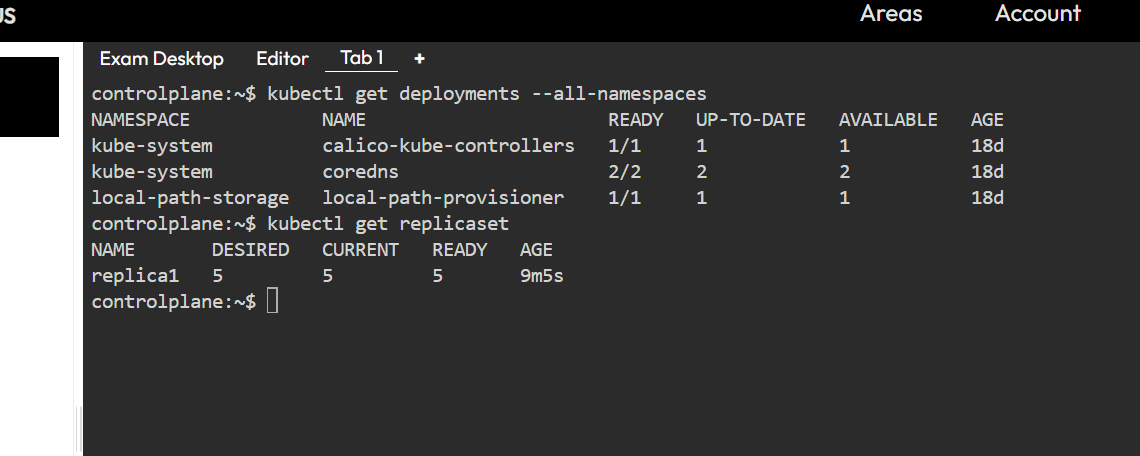 US
Areas Account
Exam Desktop Editor Tab 1 +
controlplane:~$ kubectl get deployments --all-namespaces
NAMESPACE NAME READY UP-TO-DATE AVAILABLE AGE
kube-system calico-kube-controllers 1/1 1 1 18d
kube-system coredns 2/2 2 2 18d
local-path-storage local-path-provisioner 1/1 1 1 18d
controlplane:~$ kubectl get replicaset
NAME DESIRED CURRENT READY AGE
replica1 5 5 5 9m5s
controlplane:~$